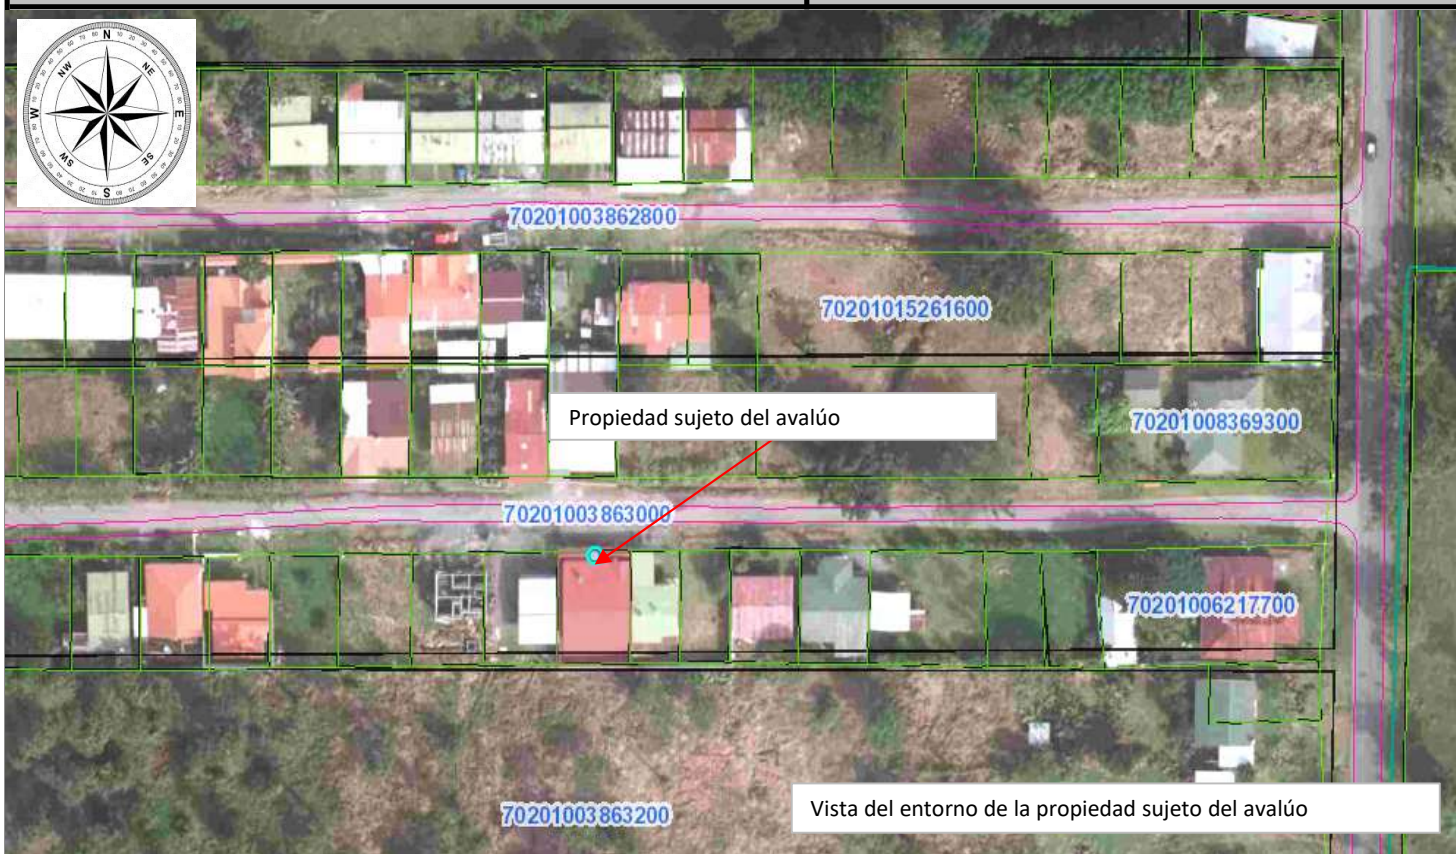 N
NW
NE
W
E
SW
SE
S
70201003862800
70201015261600
Propiedad sujeto del avalúo
70201008369300
70201003863000
70201006217700
70201003863200
Vista del entorno de la propiedad sujeto del avalúo